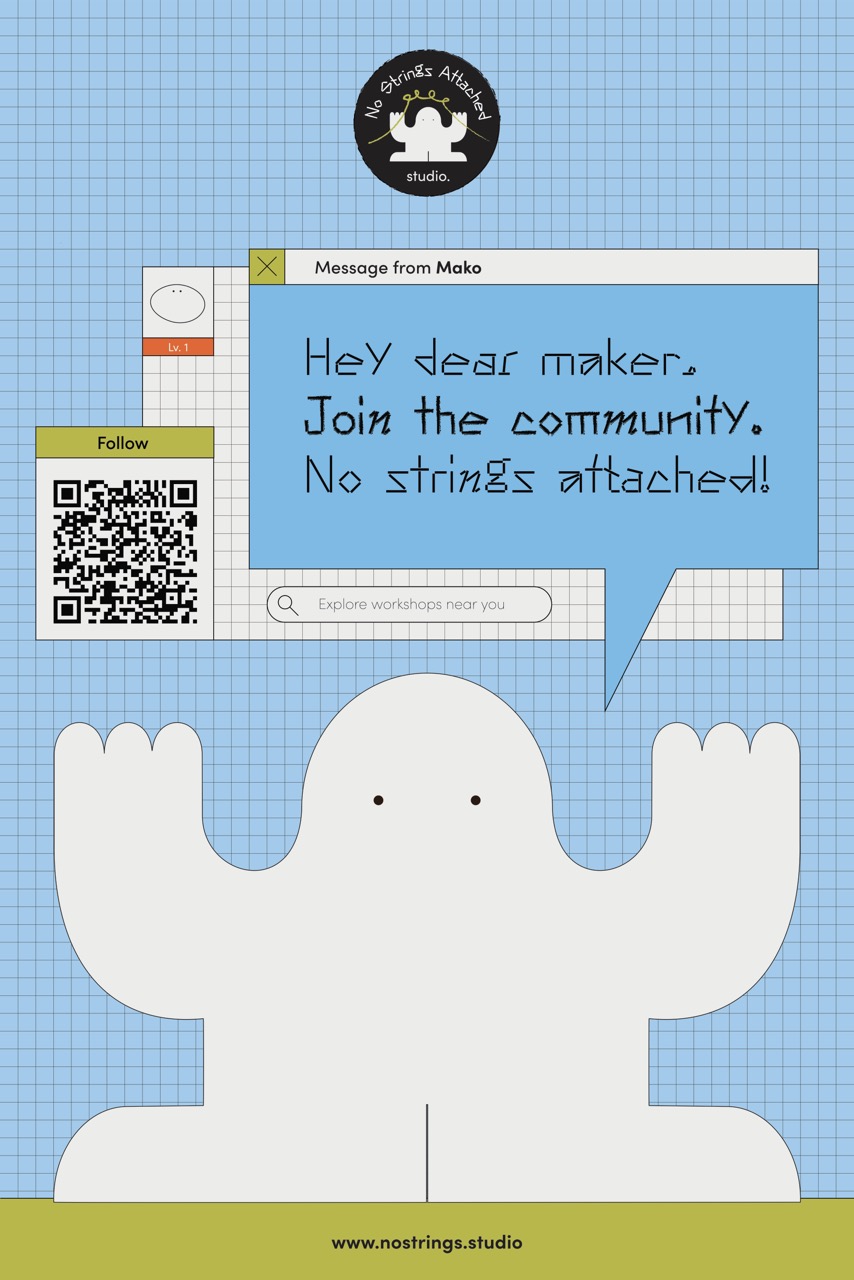 No Strings Attached
studio.
Message from Mako
Lv. 1
Hey dear maker.
Join the community.
No strings attached!
Follow
Explore workshops near you
www.nostrings.studio